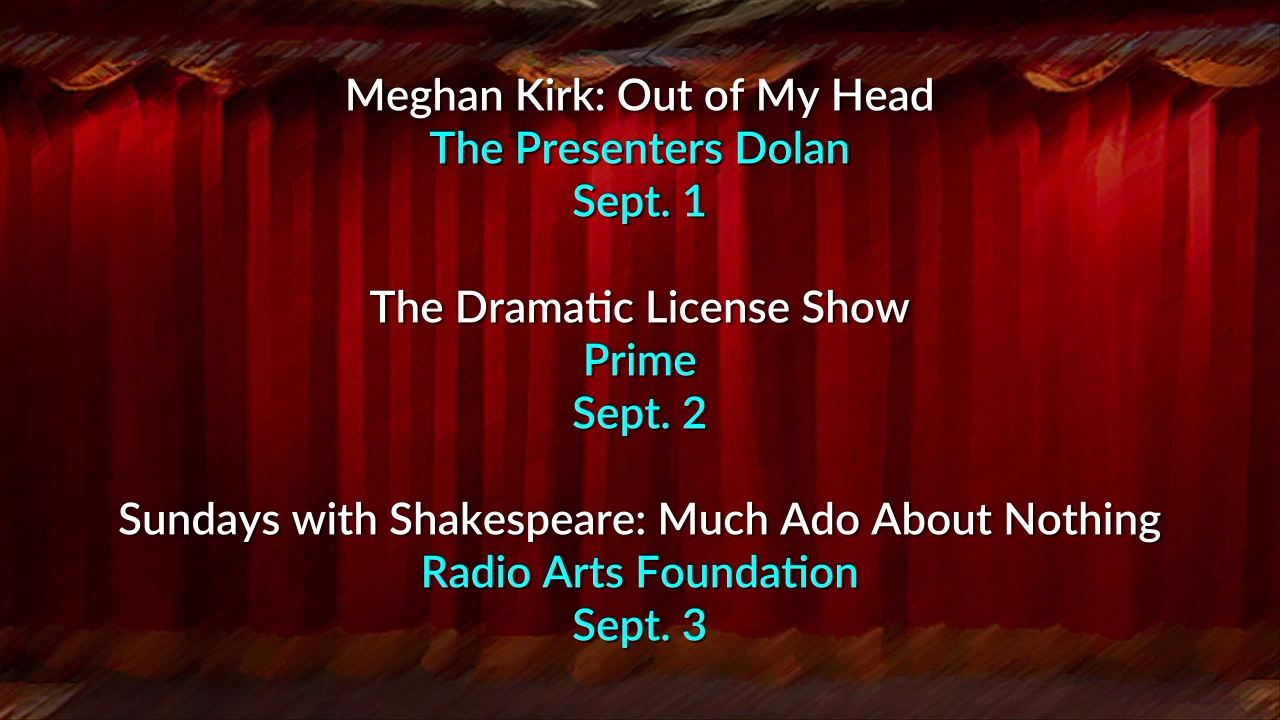 Meghan Kirk: Out of My Head
The Presenters Dolan
Sept. 1
The Dramatic License Show
Prime
Sept. 2
Sundays with Shakespeare: Much Ado About Nothing
Radio Arts Foundation
Sept. 3